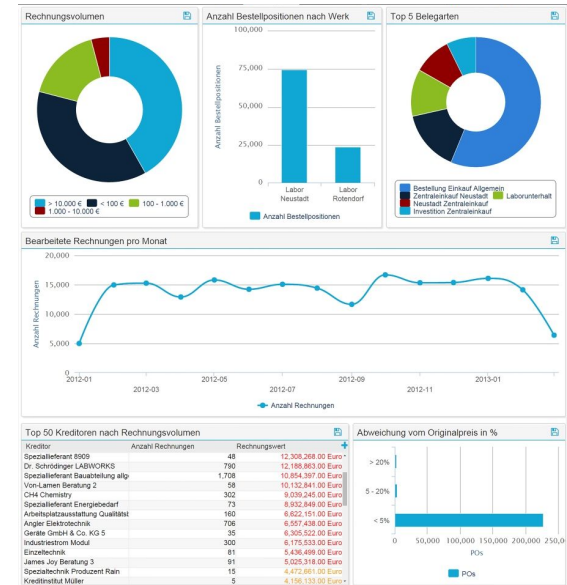 Rechnungsvolumen
> 10.000 € < 100 € 100 - 1.000 €
1.000 - 10.000 €
Anzahl Bestellpositionen nach Werk
100,000
75,000
50,000
25,000
0
Anzahl Bestellpositionen
Labor Neustadt
Labor Rotendorf
Anzahl Bestellpositionen
Top 5 Belegarten
Bestellung Einkauf Allgemein
Zentraleinkauf Neustadt Laborunterhalt
Neustadt Zentraleinkauf
Investition Zentraleinkauf
Bearbeitete Rechnungen pro Monat
20,000
15,000
10,000
5,000
0
Anzahl Rechnungen
2012-01 2012-03 2012-05 2012-07 2012-09 2012-11 2013-01
Anzahl Rechnungen
Top 50 Kreditoren nach Rechnungsvolumen
Kreditor Anzahl Rechnungen Rechnungswert
Speziallieferant 8909 48 12,308,268.00 Euro
Dr. Schrödinger LABWORKS 790 12,188,863.00 Euro
Speziallieferant Bauabteilung allg 1,708 10,854,397.00 Euro
Von-Lamen Beratung 2 58 10,132,841.00 Euro
CH4 Chemistry 302 9,039,245.00 Euro
Speziallieferant Energiebedarf 73 8,932,849.00 Euro
Arbeitsplatzausstattung Qualitätst 160 6,622,151.00 Euro
Angler Elektrotechnik 706 6,557,438.00 Euro
Geräte GmbH & Co. KG 5 35 6,305,522.00 Euro
Industriestrom Modul 300 6,175,533.00 Euro
Einzeltechnik 81 5,436,499.00 Euro
James Joy Beratung 3 91 5,025,318.00 Euro
Spezialtechnik Produzent Rain 15 4,472,661.00 Euro
Kreditinstitut Müller 5 4,156,133.00 Euro
Abweichung vom Originalpreis in %
> 20%
5 - 20%
< 5%
0 50,000 100,000 150,000 200,000 250,0
POs
POs